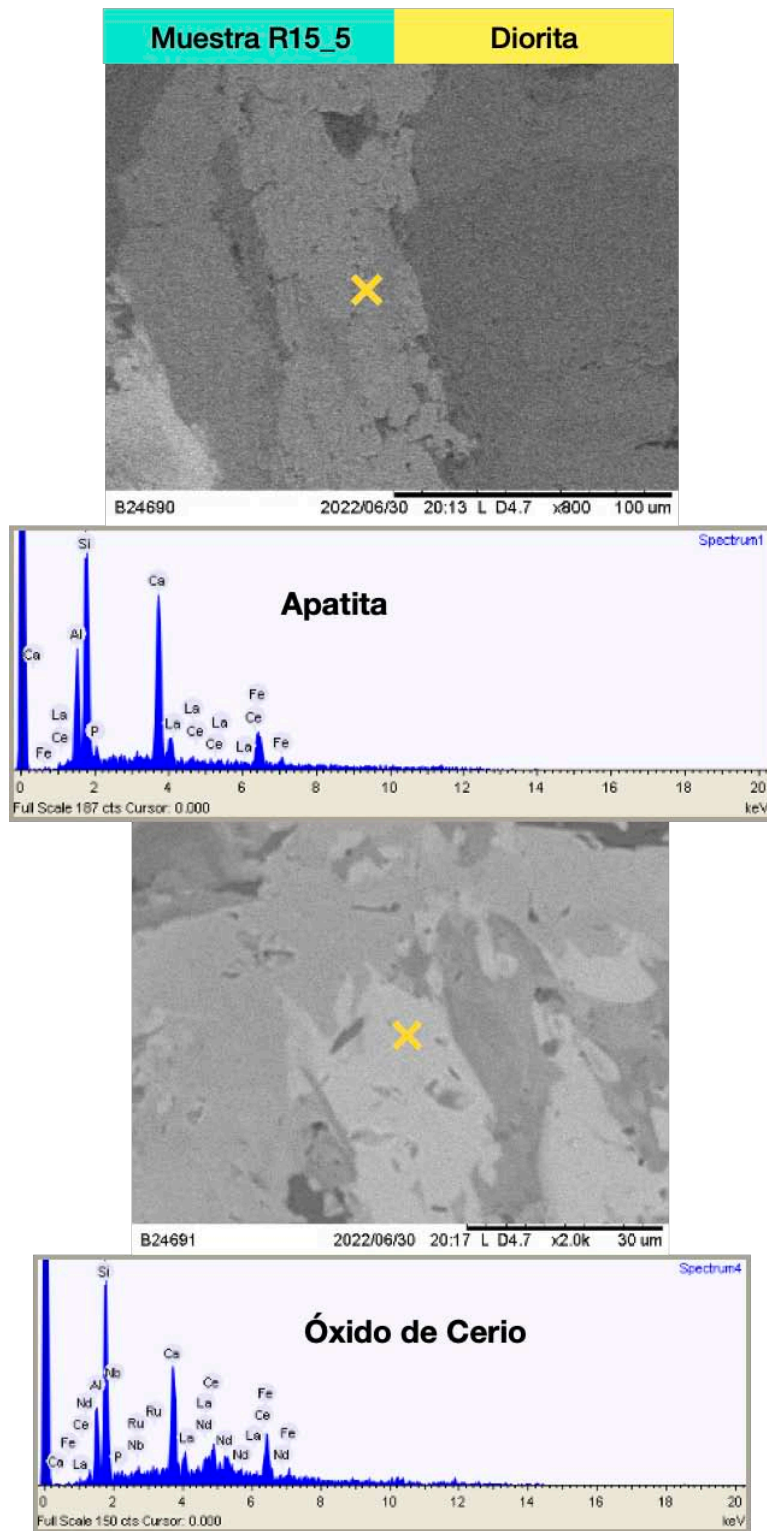 Muestra R15_5 Diorita
B24690 2022/06/30 20:13 L D4.7 x800 100 um
Spectrum1
Si
Apatita
Ca
Al
Ca
Fe
La La La
Ce P La Ce Ce
Fe Ce La Fe
0 2 4 6 8 10 12 14 16 18 20
Full Scale 187 cts Cursor: 0.000 keV
B24691 2022/06/30 20:17 L D4.7 x2.0k 30 um
Spectrum4
Si
Óxido de Cerio
Ca
Nb Ce
Al Fe
Nd Ru La
Ce Ru Nd Ce
Fe Nb La Nd La Fe
Ca La P Nd Nd
0 2 4 6 8 10 12 14 16 18 20
Full Scale 150 cts Cursor: 0.000 keV